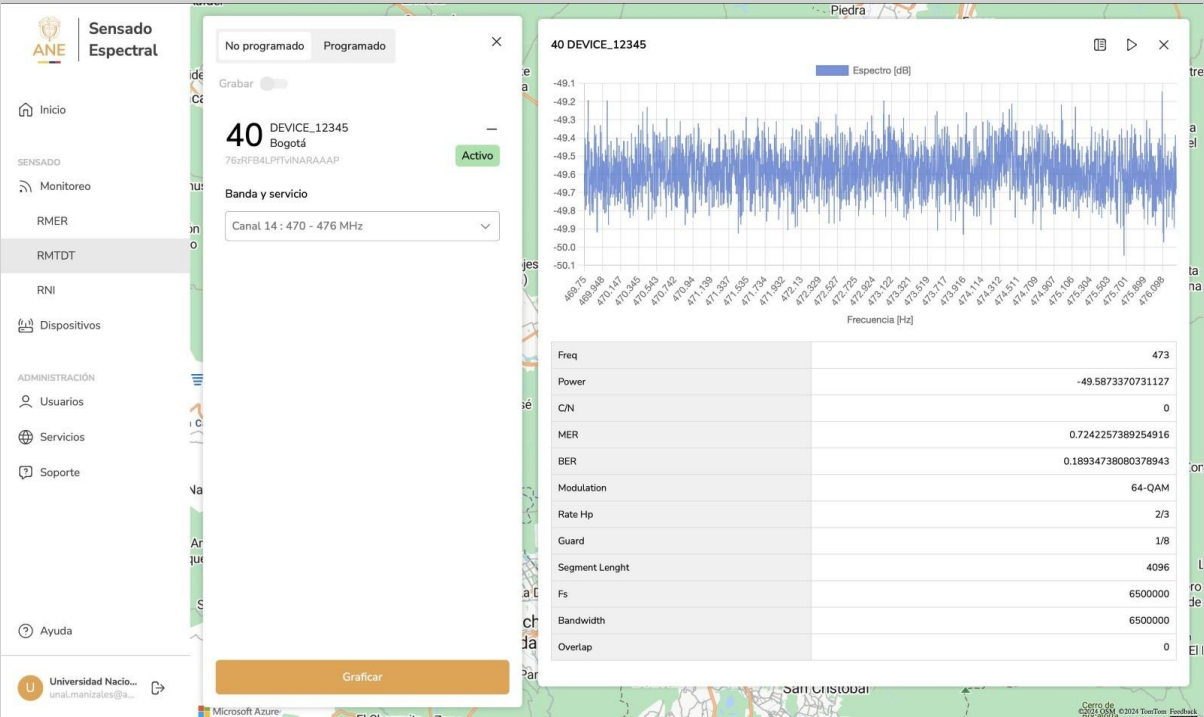 ANE
Sensado
Espectral
Inicio
SENSADO
Monitoreo
RMER
RMTDT
RNI
Dispositivos
ADMINISTRACIÓN
Usuarios
Servicios
Soporte
Ayuda
U
Universidad Nacio...
unal.manizales@a...
No programado
Programado
Grabar
40
DEVICE_12345
Bogotá
Activo
Banda y servicio
Canal 14 : 470 - 476 MHz
Graficar
Microsoft Azure
Piedra
40 DEVICE_12345
Espectro [dB]
-49.1
-49.2
-49.3
-49.4
-49.5
-49.6
-49.7
-49.8
-49.9
-50.0
-50.1
469.75 469.948 470.147 470.345 470.543 470.742 470.94 471.139 471.337 471.535 471.734 471.932 472.13 472.329 472.527 472.725 472.924 473.122 473.321 473.519 473.717 473.916 474.114 474.312 474.511 474.709 474.907 475.106 475.304 475.503 475.701 475.899 476.098
Frecuencia [Hz]
Freq 473
Power -49.5873370731127
C/N 0
MER 0.7242257389254916
BER 0.18934738080378943
Modulation 64-QAM
Rate Hp 2/3
Guard 1/8
Segment Lenght 4096
Fs 6500000
Bandwidth 6500000
Overlap 0
San Cristobal
Cerro de
©2024 OSM ©2024 TomTom Feedback